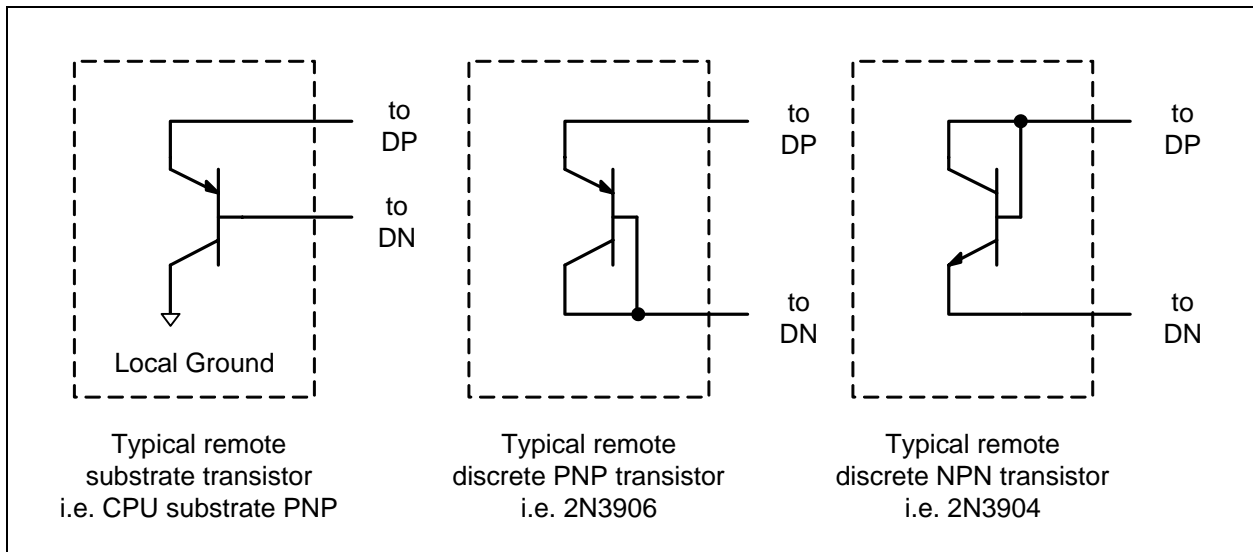 to
DP
to
DN
Local Ground
Typical remote
substrate transistor
i.e. CPU substrate PNP
to
DP
to
DN
Typical remote
discrete PNP transistor
i.e. 2N3906
to
DP
to
DN
Typical remote
discrete NPN transistor
i.e. 2N3904